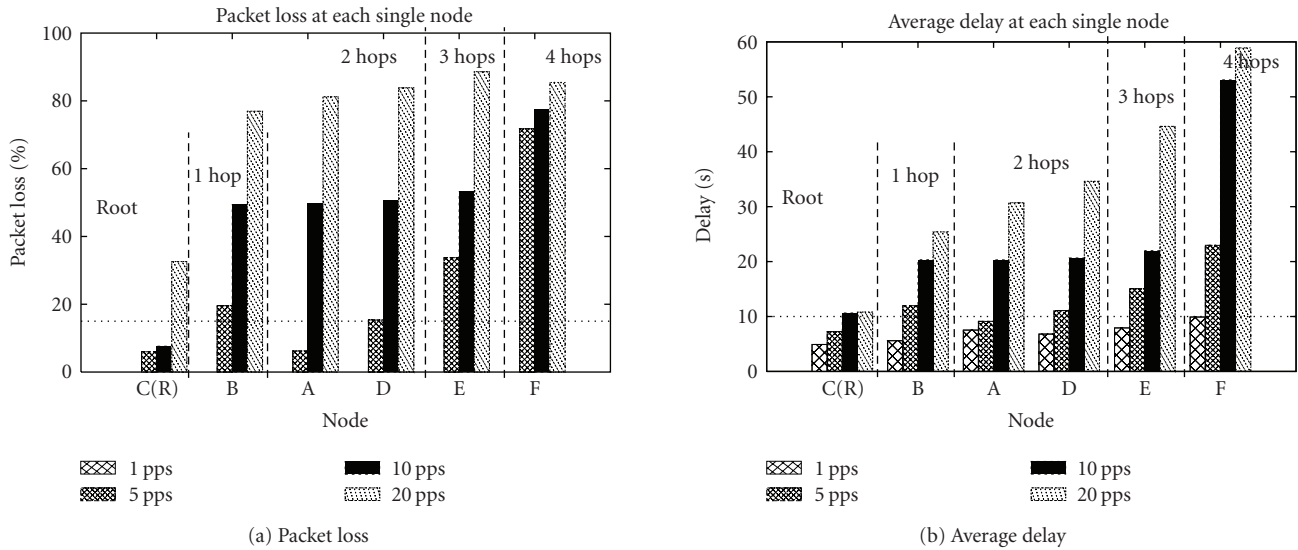 Packet loss at each single node
100
80
60
40
20
0
Packet loss (%)
Root
1 hop
2 hops
3 hops
4 hops
C(R) B A D E F
Node
1 pps
5 pps
10 pps
20 pps
(a) Packet loss
Average delay at each single node
60
50
40
30
20
10
0
Delay (s)
Root
1 hop
2 hops
3 hops
4 hops
C(R) B A D E F
Node
1 pps
5 pps
10 pps
20 pps
(b) Average delay